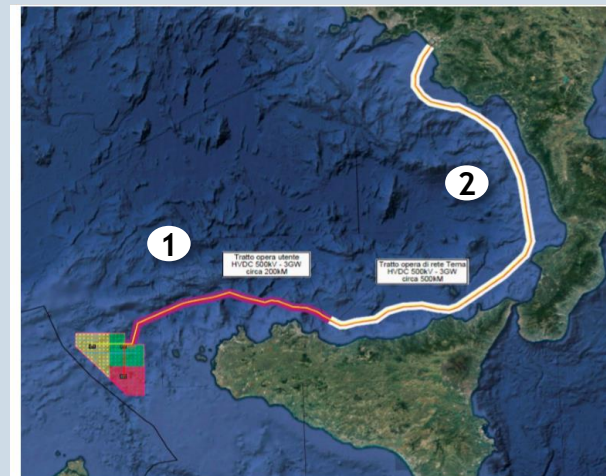 2
1
Tratto opera utente
HVDC 500kV - 3GW
circa 200kM
Tratto opera di rete Terna
HVDC 500kV - 3GW
circa 500kM